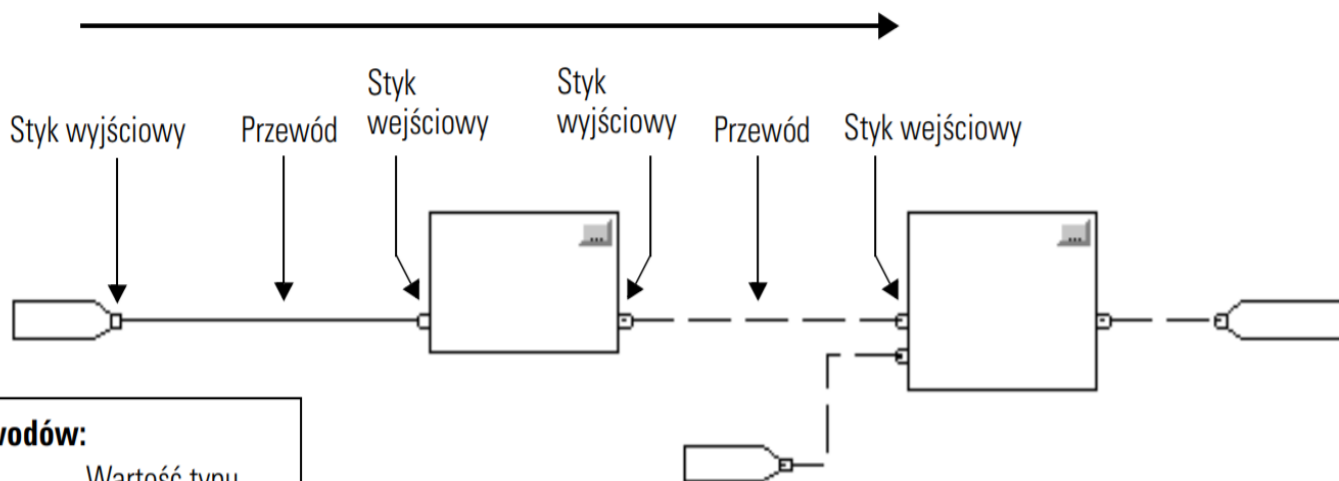 Styk wyjściowy
Przewód
Styk
wejściowy
Styk
wyjściowy
Przewód
Styk wejściowy
...
...
wodów:
Wartość typu